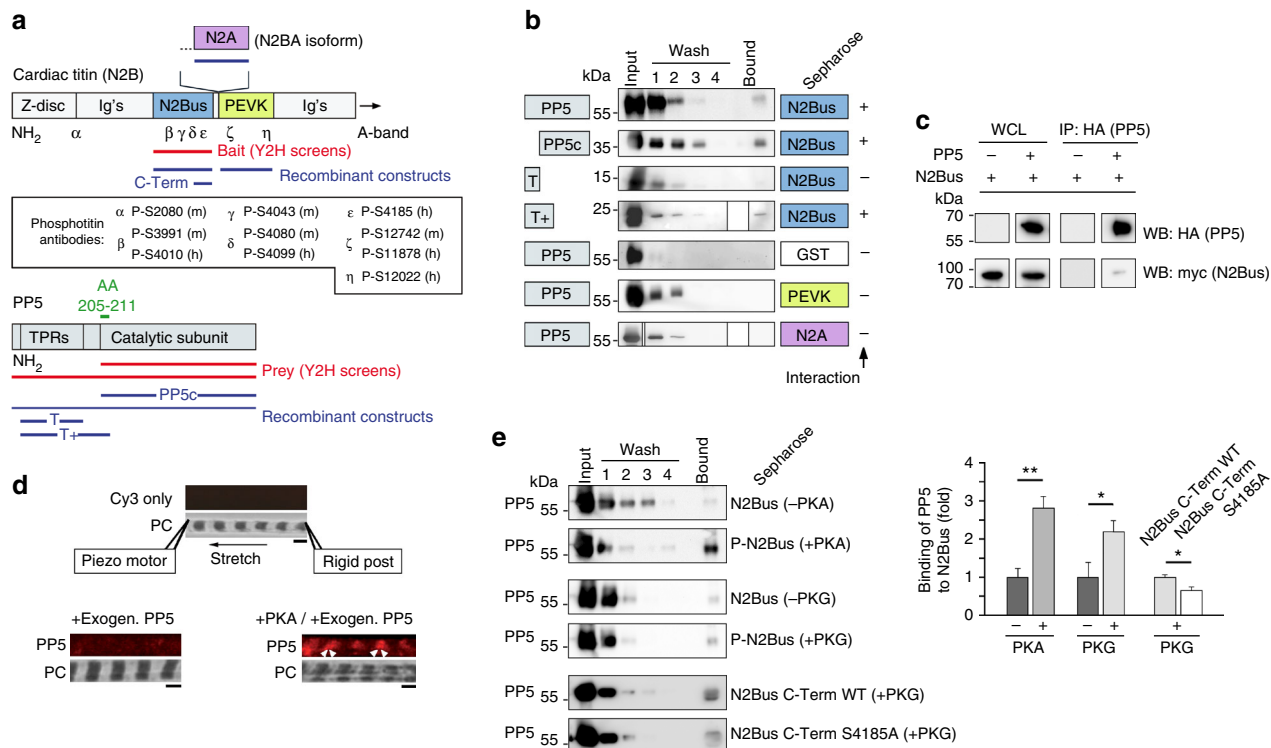 a
N2A (N2BA isoform)
Cardiac titin (N2B)
Z-disc Ig's N2Bus PEVK Ig's
NH2 α β γ δ ε ζ η A-band
Bait (Y2H screens)
C-Term Recombinant constructs
Phosphotitin antibodies:
α P-S2080 (m)
β P-S3991 (m)
P-S4010 (h)
γ P-S4043 (m)
δ P-S4080 (m)
P-S4099 (h)
ε P-S4185 (h)
ζ P-S12742 (m)
P-S11878 (h)
η P-S12022 (h)
AA
205-211
PP5
TPRs Catalytic subunit
NH2
Prey (Y2H screens)
PP5c
Recombinant constructs
T
T+
b
Wash
kDa Input 1 2 3 4 Bound Sepharose
PP5 55 N2Bus +
PP5c 35 N2Bus +
T 15 N2Bus –
T+ 25 N2Bus +
PP5 55 GST –
PP5 55 PEVK –
PP5 55 N2A –
Interaction
c
WCL IP: HA (PP5)
PP5 – + – +
N2Bus + + + +
kDa
70
55
WB: HA (PP5)
100
70
WB: myc (N2Bus)
d
Cy3 only
PC
Piezo motor Stretch Rigid post
+Exogen. PP5 +PKA / +Exogen. PP5
PP5 PP5
PC PC
e
Wash
kDa Input 1 2 3 4 Bound Sepharose
PP5 55 N2Bus (–PKA)
PP5 55 P-N2Bus (+PKA)
PP5 55 N2Bus (–PKG)
PP5 55 P-N2Bus (+PKG)
PP5 55 N2Bus C-Term WT (+PKG)
PP5 55 N2Bus C-Term S4185A (+PKG)
Binding of PP5
to N2Bus (fold)
5
4
3
2
1
0
** * *
N2Bus C-Term WT
N2Bus C-Term
S4185A
– + – + +
PKA PKG PKG